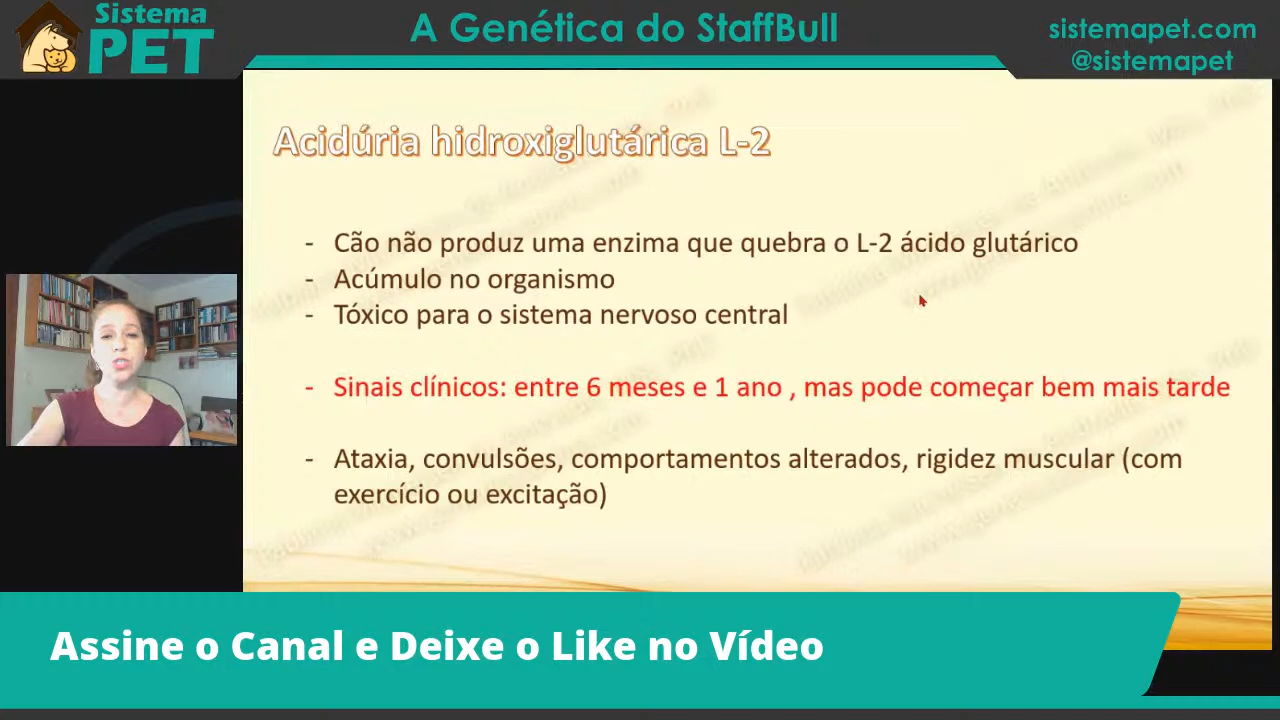 Sistema
PET
A Genética do StaffBull
sistemapet.com
@sistemapet
Acidúria hidroxiglutárica L-2
- Cão não produz uma enzima que quebra o L-2 ácido glutárico
- Acúmulo no organismo
- Tóxico para o sistema nervoso central
- Sinais clínicos: entre 6 meses e 1 ano , mas pode começar bem mais tarde
- Ataxia, convulsões, comportamentos alterados, rigidez muscular (com
exercício ou excitação)
Assine o Canal e Deixe o Like no Vídeo